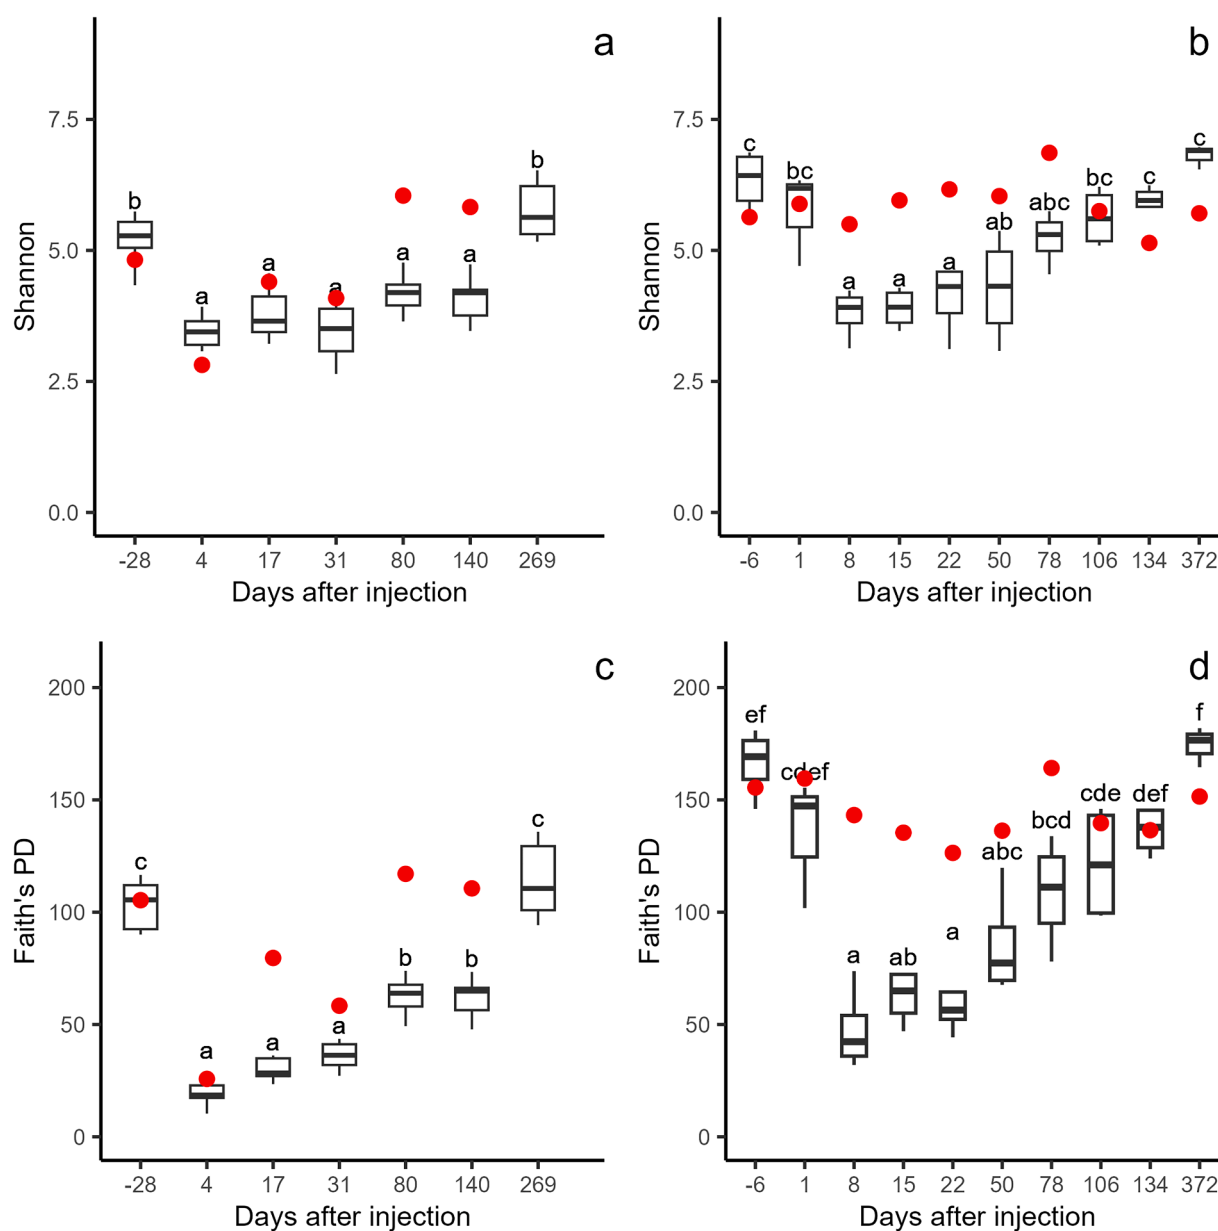 a
7.5
5.0
2.5
0.0
Shannon
b
a
a
a
a
a
b
-28 4 17 31 80 140 269
Days after injection
b
7.5
5.0
2.5
0.0
Shannon
c
bc
a
a
a
ab
abc
bc
c
c
-6 1 8 15 22 50 78 106 134 372
Days after injection
c
200
150
100
50
0
Faith's PD
c
a
a
a
b
b
c
-28 4 17 31 80 140 269
Days after injection
d
200
150
100
50
0
Faith's PD
ef
cdef
a
ab
a
abc
bcd
cde
def
f
-6 1 8 15 22 50 78 106 134 372
Days after injection